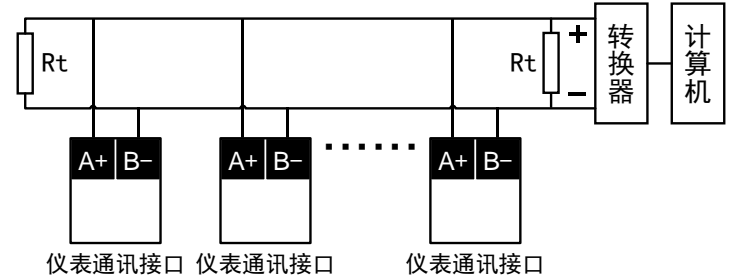 Rt
Rt
+
−
转换器
计算机
A+ B−
A+ B−
......
A+ B−
仪表通讯接口 仪表通讯接口 仪表通讯接口